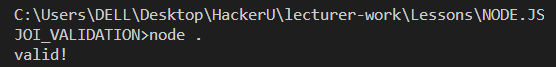 C:\Users\DELL\Desktop\HackerU\lecturer-work\Lessons\NODE.JS
JOI_VALIDATION>node .
valid!